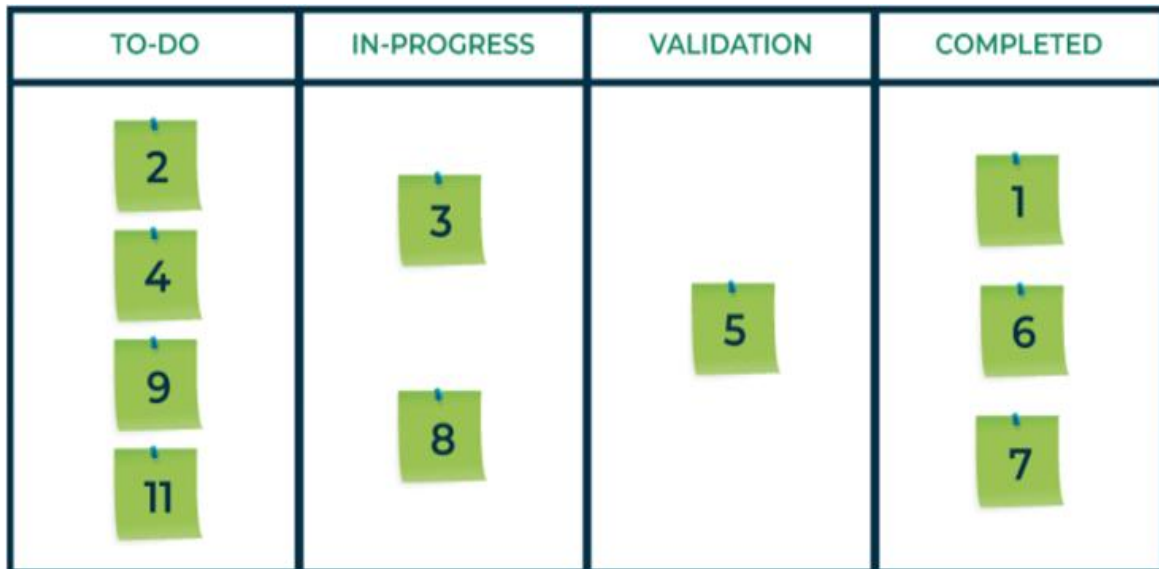 TO-DO
IN-PROGRESS
VALIDATION
COMPLETED
2
4
9
11
3
8
5
1
6
7